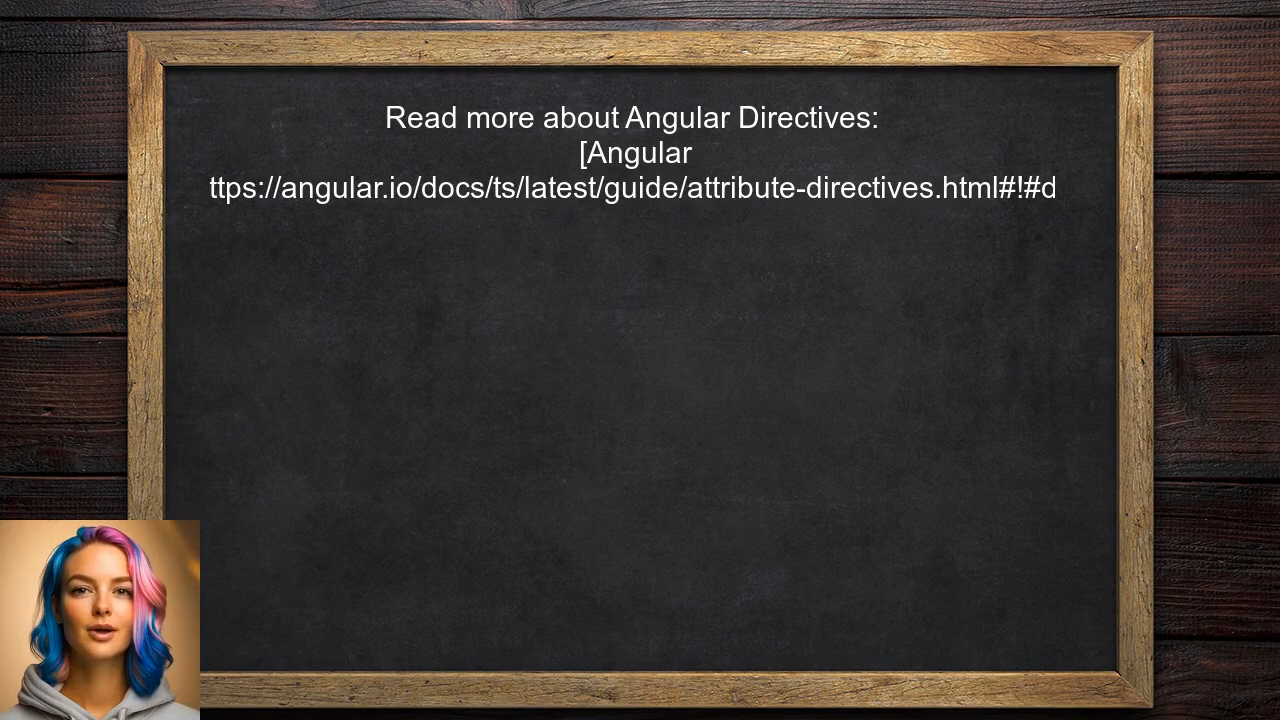 Read more about Angular Directives:
[Angular
ttps://angular.io/docs/ts/latest/guide/attribute-directives.html#!#d